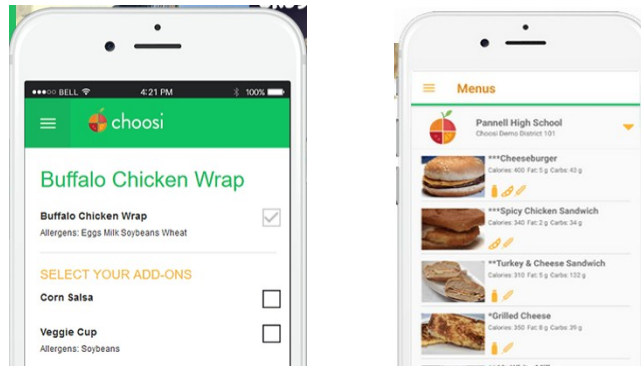 BELL
4:21 PM
100%
choosi
Buffalo Chicken Wrap
Buffalo Chicken Wrap
Allergens: Eggs Milk Soybeans Wheat
SELECT YOUR ADD-ONS
Corn Salsa
Veggie Cup
Allergens: Soybeans
Menus
Pannell High School
Choosi Demo District 101
***Cheeseburger
Calories: 400 Fat: 5 g Carbs: 43 g
***Spicy Chicken Sandwich
Calories: 340 Fat: 2 g Carbs: 34 g
**Turkey & Cheese Sandwich
Calories: 310 Fat: 5 g Carbs: 132 g
*Grilled Cheese
Calories: 350 Fat: 8 g Carbs: 39 g